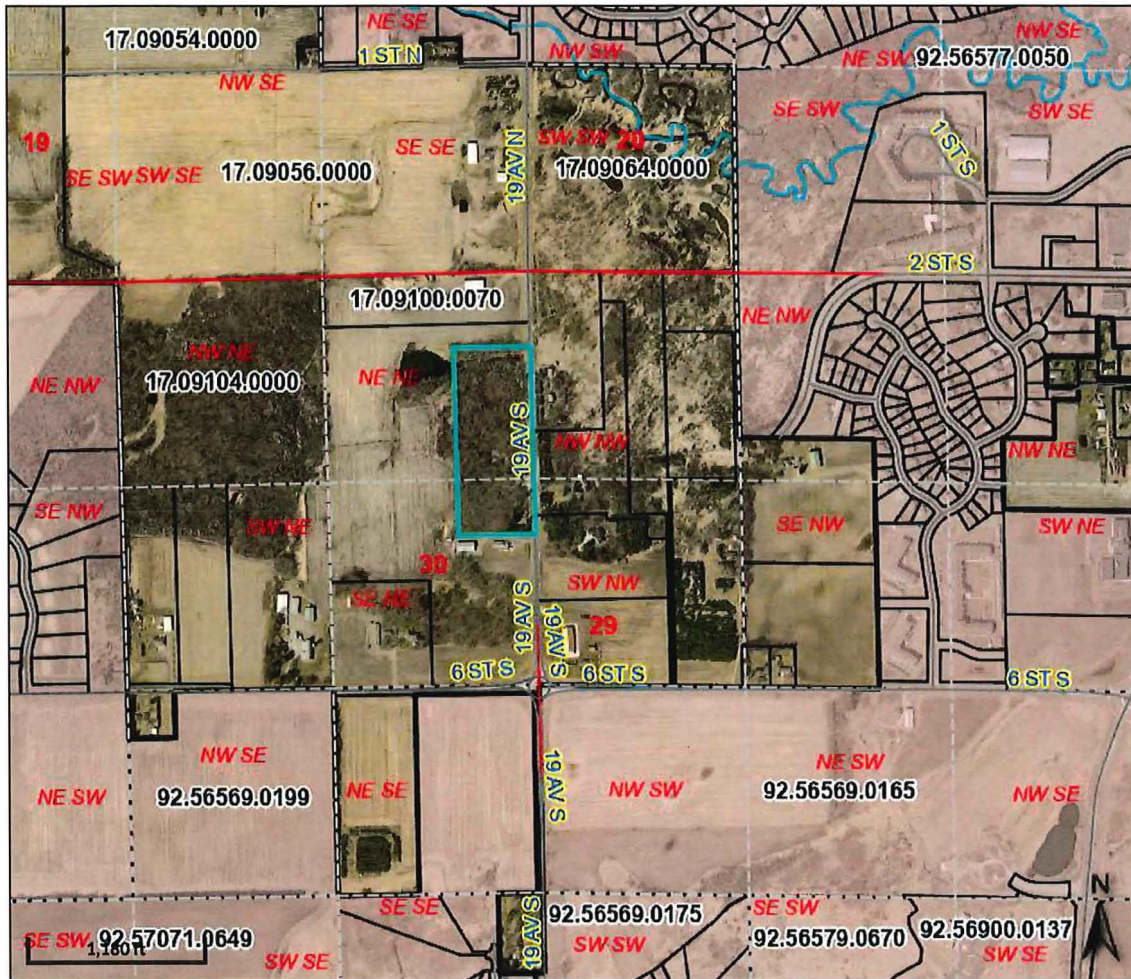 NE SE
17.09054.0000
NW SE
1 ST N
NW SW
NW SE
NE SW
92.56577.0050
SE SW
SW SE
19
SE SE
SW SW
20
19 AV N
17.09064.0000
1 ST S
SE SW
SW SE
17.09056.0000
2 ST S
17.09100.0070
NE NW
NW NE
17.09104.0000
NE NW
NE NE
19 AV S
NW NW
NW NE
SE NW
SW NE
SE NW
SW NE
30
SE NE
SW NW
29
19 AV S
19 AV S
6 ST S
6 ST S
6 ST S
NW SE
NE SW
92.56569.0199
NE SE
19 AV S
NW SW
NE SW
92.56569.0165
NW SE
N
SE SE
92.56569.0175
SE SW
SE SW
92.57071.0649
1,180 ft
SW SE
19 AV S
SW SW
92.56579.0670
92.56900.0137
SW SE